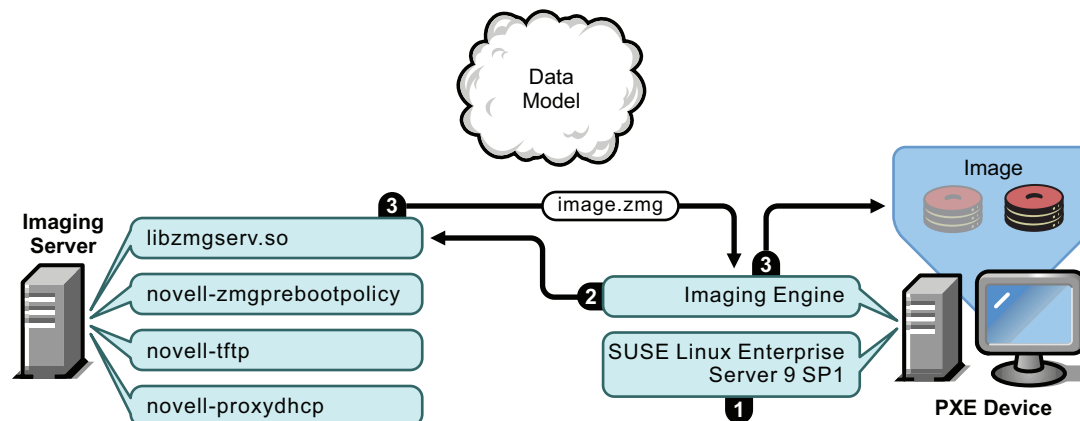 Data
Model
Image
3
image.zmg
Imaging
Server
libzmgserv.so
3
novell-zmgprebootpolicy
2
Imaging Engine
novell-tftp
SUSE Linux Enterprise
Server 9 SP1
novell-proxydhcp
1
PXE Device